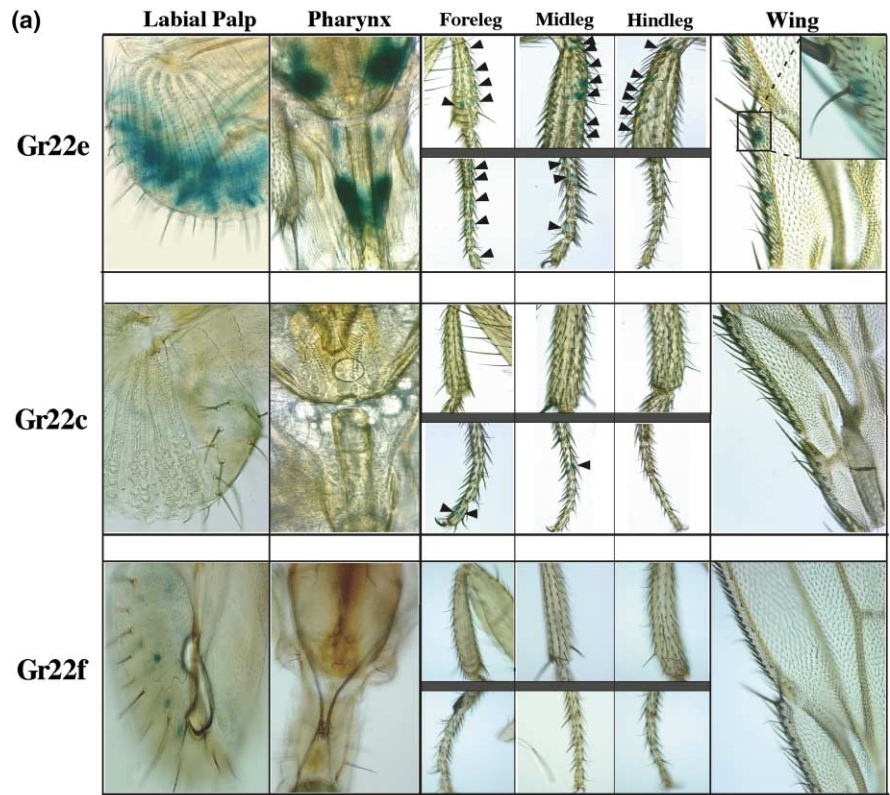 (a)
Labial Palp Pharynx Foreleg Midleg Hindleg Wing
Gr22e
Gr22c
Gr22f